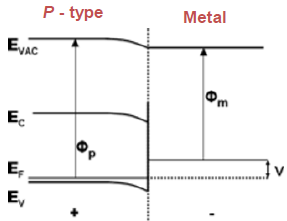 P - type
Metal
E_VAC
Φ_m
E_C
Φ_p
E_F
V
E_V
+
-